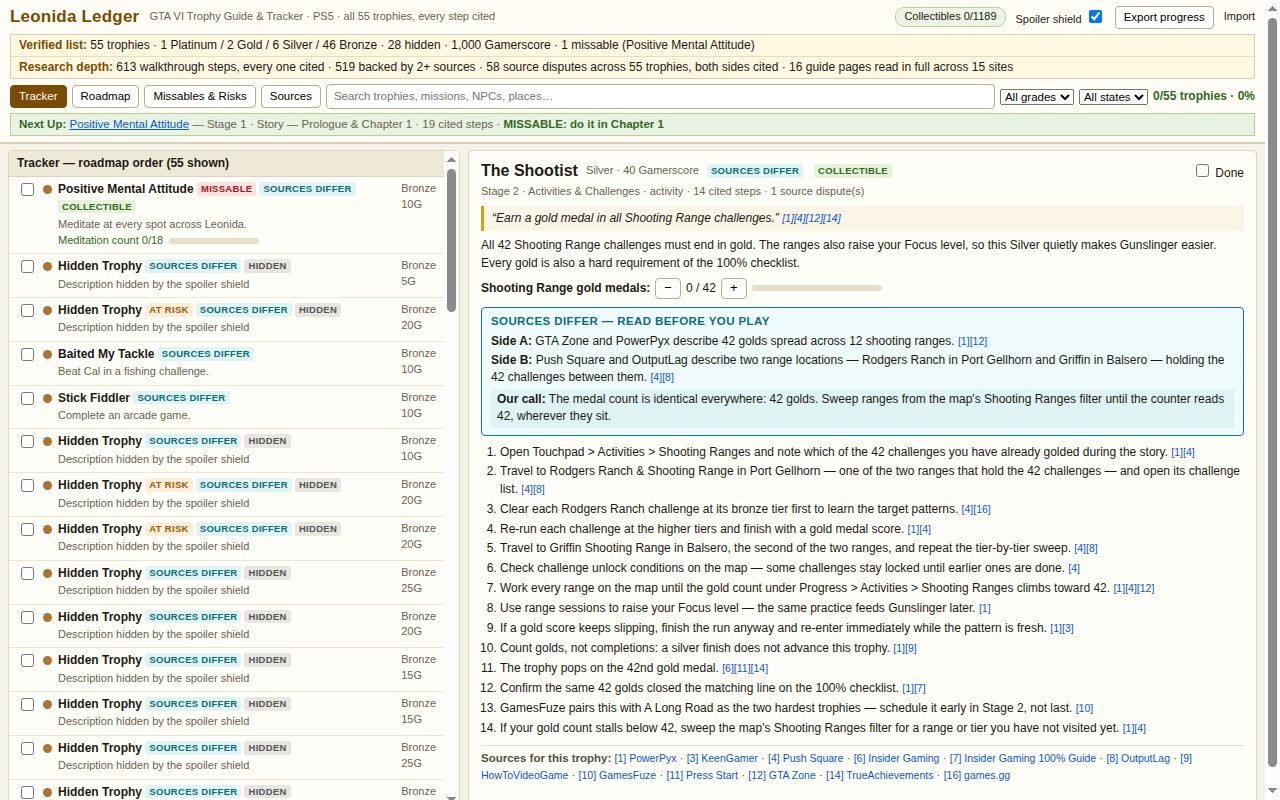 Leonida Ledger GTA VI Trophy Guide & Tracker · PS5 · all 55 trophies, every step cited Collectibles 0/1189 Spoiler shield Export progress Import
Verified list: 55 trophies · 1 Platinum / 2 Gold / 6 Silver / 46 Bronze · 28 hidden · 1,000 Gamerscore · 1 missable (Positive Mental Attitude)
Research depth: 613 walkthrough steps, every one cited · 519 backed by 2+ sources · 58 source disputes across 55 trophies, both sides cited · 16 guide pages read in full across 15 sites
Tracker Roadmap Missables & Risks Sources Search trophies, missions, NPCs, places… All grades All states 0/55 trophies · 0%
Next Up: Positive Mental Attitude — Stage 1 · Story — Prologue & Chapter 1 · 19 cited steps · MISSABLE: do it in Chapter 1
Tracker — roadmap order (55 shown)
Positive Mental Attitude MISSABLE SOURCES DIFFER Bronze
COLLECTIBLE 10G
Meditate at every spot across Leonida.
Meditation count 0/18
Hidden Trophy SOURCES DIFFER HIDDEN Bronze
Description hidden by the spoiler shield 5G
Hidden Trophy AT RISK SOURCES DIFFER HIDDEN Bronze
Description hidden by the spoiler shield 20G
Baited My Tackle SOURCES DIFFER Bronze
Beat Cal in a fishing challenge. 10G
Stick Fiddler SOURCES DIFFER Bronze
Complete an arcade game. 10G
Hidden Trophy SOURCES DIFFER HIDDEN Bronze
Description hidden by the spoiler shield 10G
Hidden Trophy AT RISK SOURCES DIFFER HIDDEN Bronze
Description hidden by the spoiler shield 20G
Hidden Trophy AT RISK SOURCES DIFFER HIDDEN Bronze
Description hidden by the spoiler shield 20G
Hidden Trophy SOURCES DIFFER HIDDEN Bronze
Description hidden by the spoiler shield 25G
Hidden Trophy SOURCES DIFFER HIDDEN Bronze
Description hidden by the spoiler shield 20G
Hidden Trophy SOURCES DIFFER HIDDEN Bronze
Description hidden by the spoiler shield 15G
Hidden Trophy SOURCES DIFFER HIDDEN Bronze
Description hidden by the spoiler shield 15G
Hidden Trophy SOURCES DIFFER HIDDEN Bronze
Description hidden by the spoiler shield 25G
Hidden Trophy SOURCES DIFFER HIDDEN Bronze
The Shootist Silver · 40 Gamerscore SOURCES DIFFER COLLECTIBLE Done
Stage 2 · Activities & Challenges · activity · 14 cited steps · 1 source dispute(s)
“Earn a gold medal in all Shooting Range challenges.” [1][4][12][14]
All 42 Shooting Range challenges must end in gold. The ranges also raise your Focus level, so this Silver quietly makes Gunslinger easier.
Every gold is also a hard requirement of the 100% checklist.
Shooting Range gold medals: − 0 / 42 +
SOURCES DIFFER — READ BEFORE YOU PLAY
Side A: GTA Zone and PowerPyx describe 42 golds spread across 12 shooting ranges. [1][12]
Side B: Push Square and OutputLag describe two range locations — Rodgers Ranch in Port Gellhorn and Griffin in Balsero — holding the
42 challenges between them. [4][8]
Our call: The medal count is identical everywhere: 42 golds. Sweep ranges from the map's Shooting Ranges filter until the counter reads
42, wherever they sit.
1. Open Touchpad > Activities > Shooting Ranges and note which of the 42 challenges you have already golded during the story. [1][4]
2. Travel to Rodgers Ranch & Shooting Range in Port Gellhorn — one of the two ranges that hold the 42 challenges — and open its challenge
list. [4][8]
3. Clear each Rodgers Ranch challenge at its bronze tier first to learn the target patterns. [4][16]
4. Re-run each challenge at the higher tiers and finish with a gold medal score. [1][4]
5. Travel to Griffin Shooting Range in Balsero, the second of the two ranges, and repeat the tier-by-tier sweep. [4][8]
6. Check challenge unlock conditions on the map — some challenges stay locked until earlier ones are done. [4]
7. Work every range on the map until the gold count under Progress > Activities > Shooting Ranges climbs toward 42. [1][4][12]
8. Use range sessions to raise your Focus level — the same practice feeds Gunslinger later. [1]
9. If a gold score keeps slipping, finish the run anyway and re-enter immediately while the pattern is fresh. [1][3]
10. Count golds, not completions: a silver finish does not advance this trophy. [1][9]
11. The trophy pops on the 42nd gold medal. [6][11][14]
12. Confirm the same 42 golds closed the matching line on the 100% checklist. [1][7]
13. GamesFuze pairs this with A Long Road as the two hardest trophies — schedule it early in Stage 2, not last. [10]
14. If your gold count stalls below 42, sweep the map's Shooting Ranges filter for a range or tier you have not visited yet. [1][4]
Sources for this trophy: [1] PowerPyx · [3] KeenGamer · [4] Push Square · [6] Insider Gaming · [7] Insider Gaming 100% Guide · [8] OutputLag · [9]
HowToVideoGame · [10] GamesFuze · [11] Press Start · [12] GTA Zone · [14] TrueAchievements · [16] games.gg